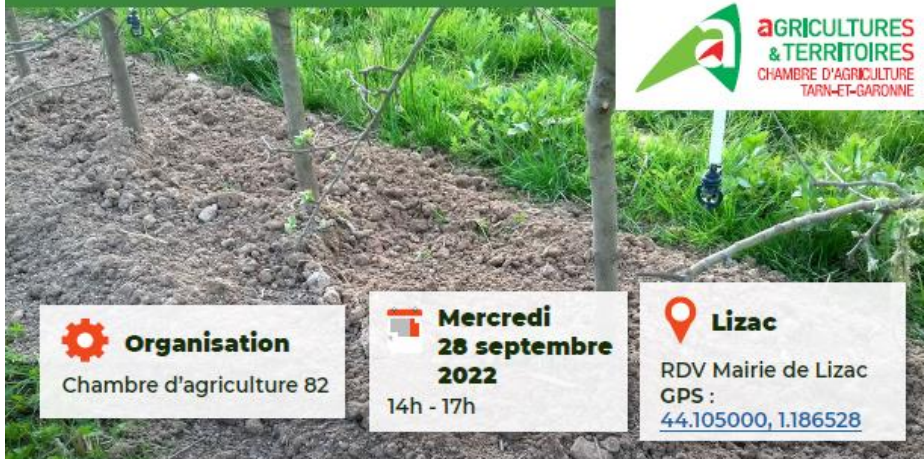 aGRICULTURES
& TERRITOIRES
CHAMBRE D'AGRICULTURE
TARN-ET-GARONNE
Organisation
Chambre d'agriculture 82
Mercredi
28 septembre
2022
14h - 17h
Lizac
RDV Mairie de Lizac
GPS :
44.105000, 1.186528